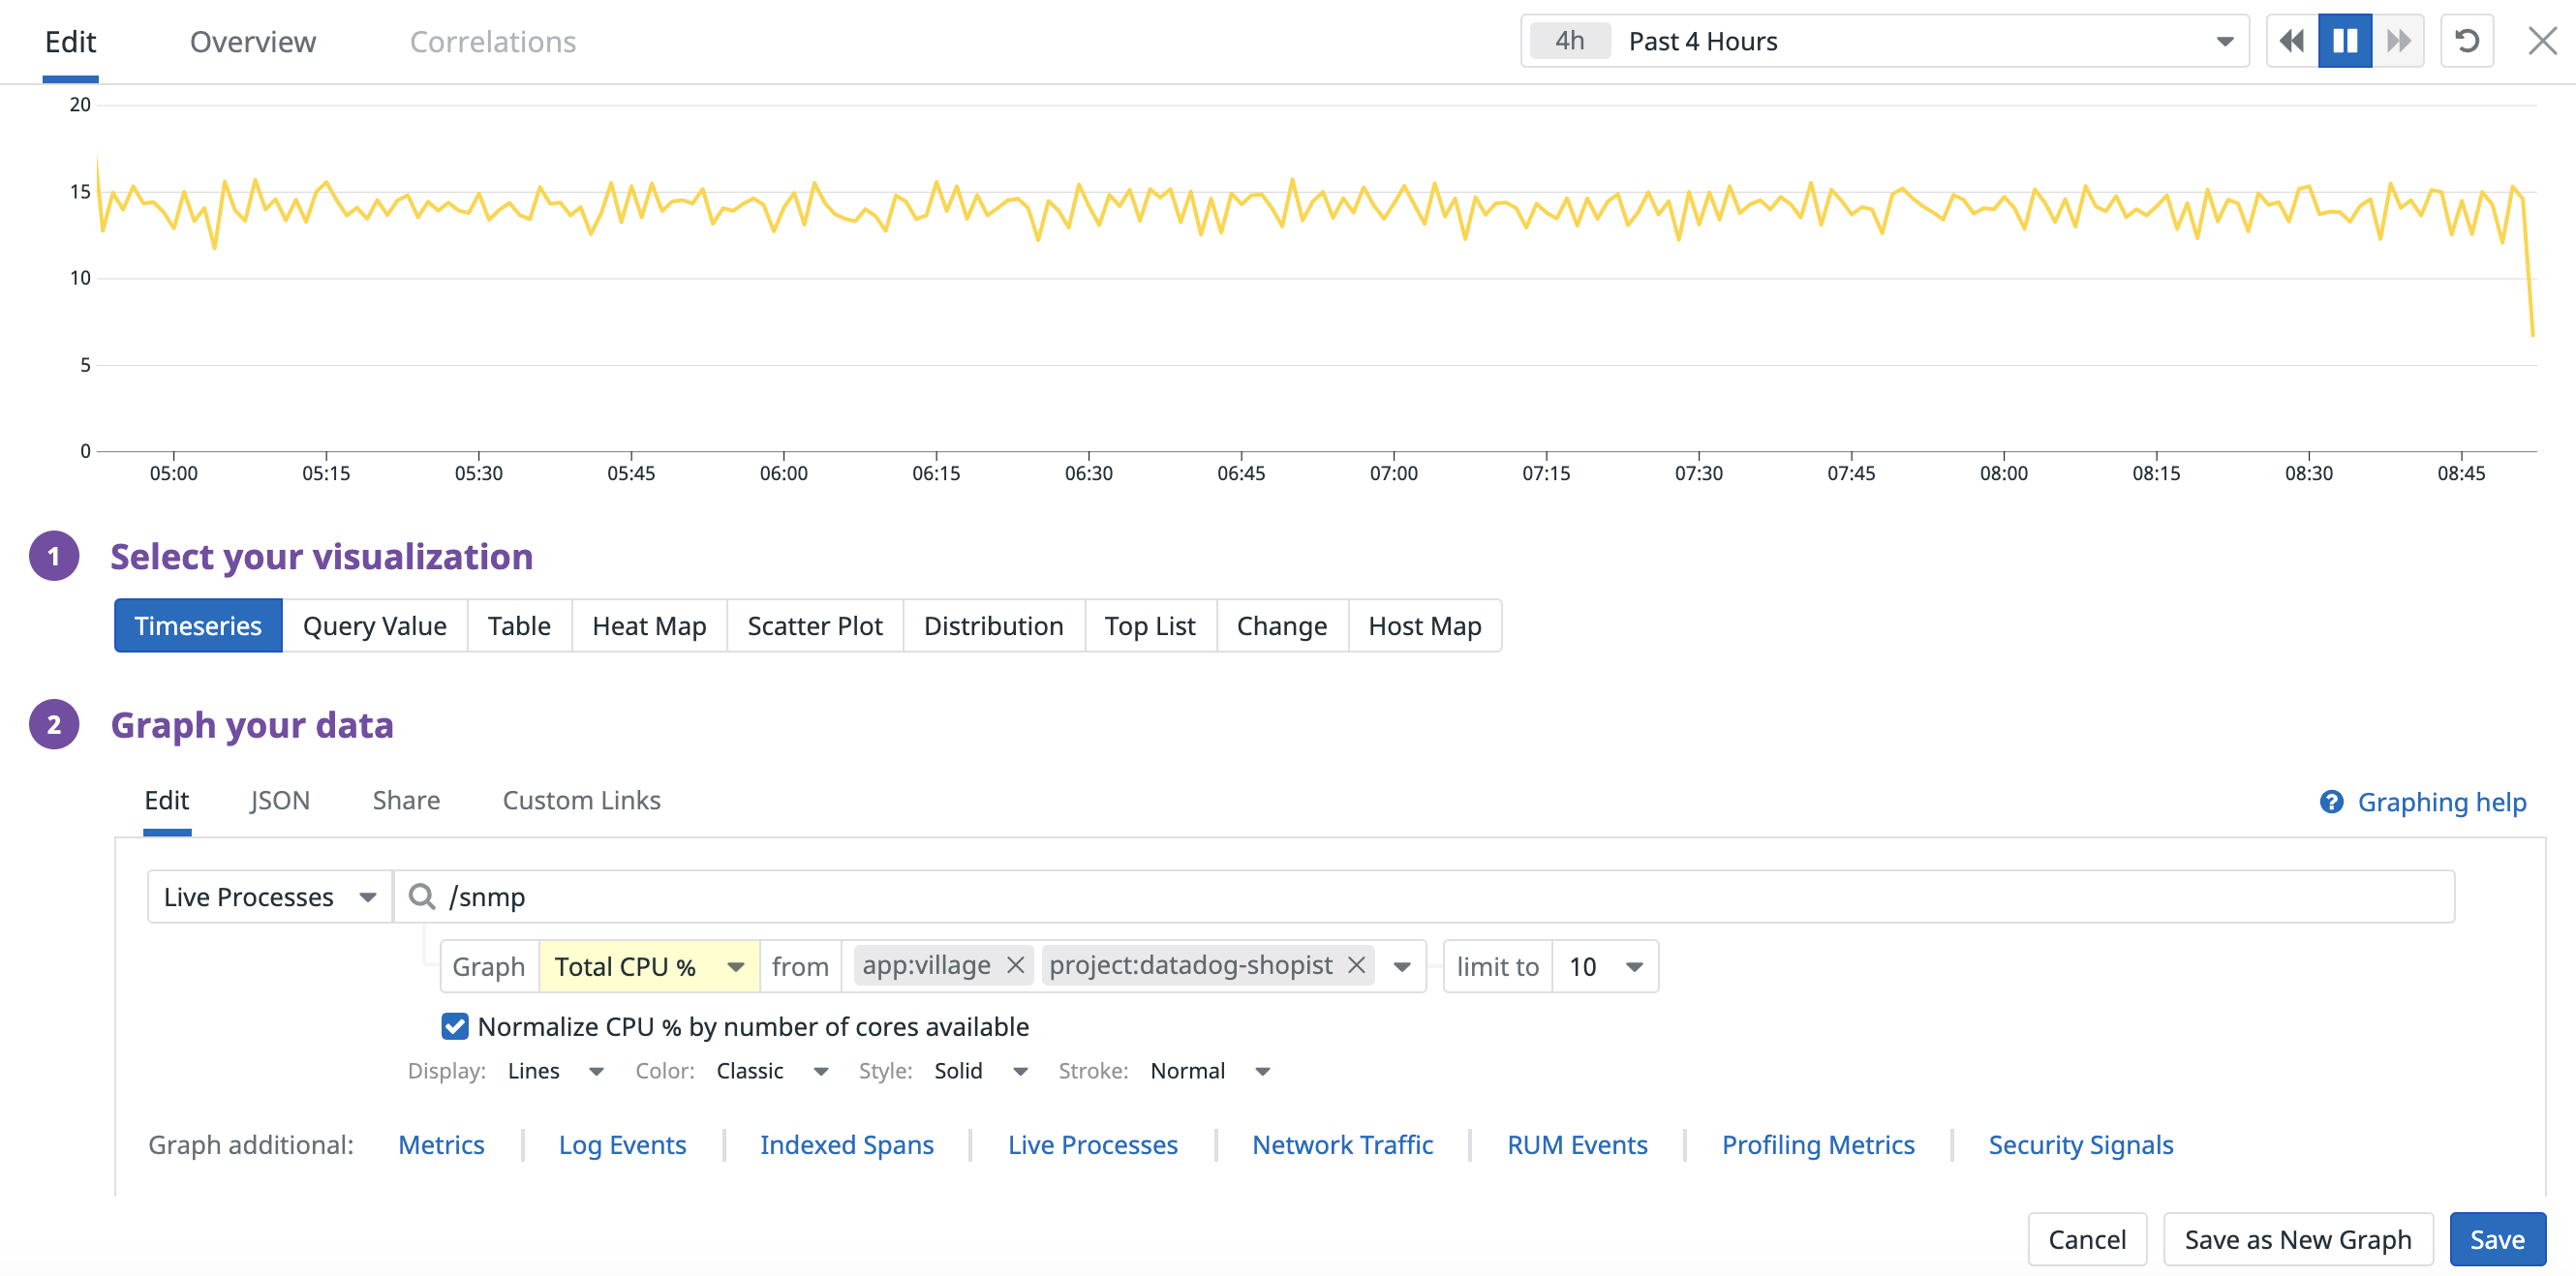 Edit Overview Correlations 4h Past 4 Hours
20
15
10
5
0
05:00 05:15 05:30 05:45 06:00 06:15 06:30 06:45 07:00 07:15 07:30 07:45 08:00 08:15 08:30 08:45
1 Select your visualization
Timeseries Query Value Table Heat Map Scatter Plot Distribution Top List Change Host Map
2 Graph your data
Edit JSON Share Custom Links ? Graphing help
Live Processes /snmp
Graph Total CPU % from app:village project:datadog-shopist limit to 10
Normalize CPU % by number of cores available
Display: Lines Color: Classic Style: Solid Stroke: Normal
Graph additional: Metrics Log Events Indexed Spans Live Processes Network Traffic RUM Events Profiling Metrics Security Signals
Cancel Save as New Graph Save